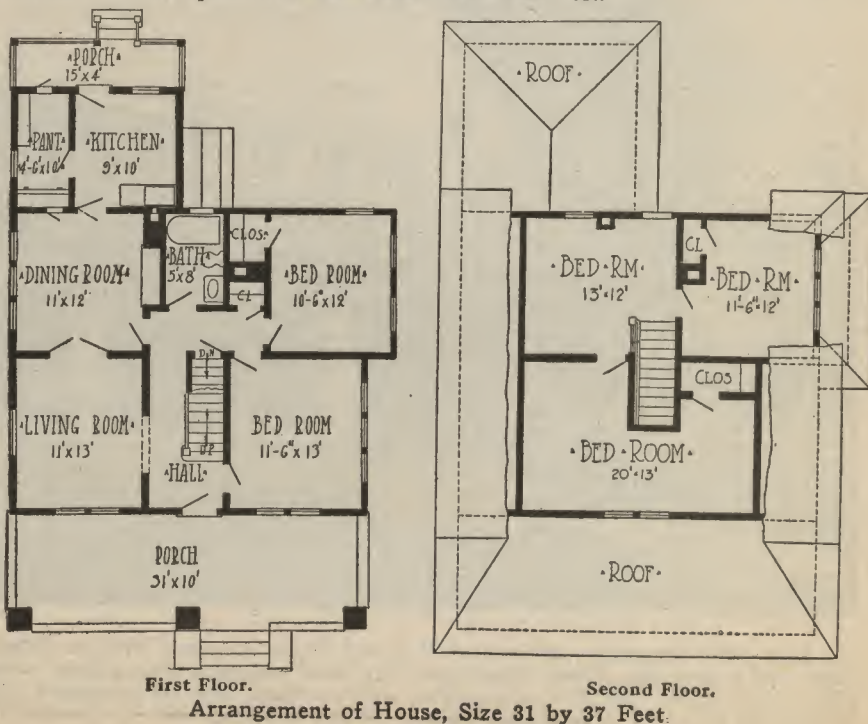 PORCH
15'x4'
PANT.
4'-6"x10'
KITCHEN
9'x10'
DINING ROOM
11'x12'
BATH
5'x8'
CLOS.
CL
BED ROOM
10'-6"x12'
DN
LIVING ROOM
11'x13'
UP
HALL
BED ROOM
11'-6"x13'
PORCH
31'x10'
First Floor.
ROOF
BED RM
13'x12'
CL
BED RM
11'-6"x12'
CLOS
BED ROOM
20'x13'
ROOF
Second Floor.
Arrangement of House, Size 31 by 37 Feet.